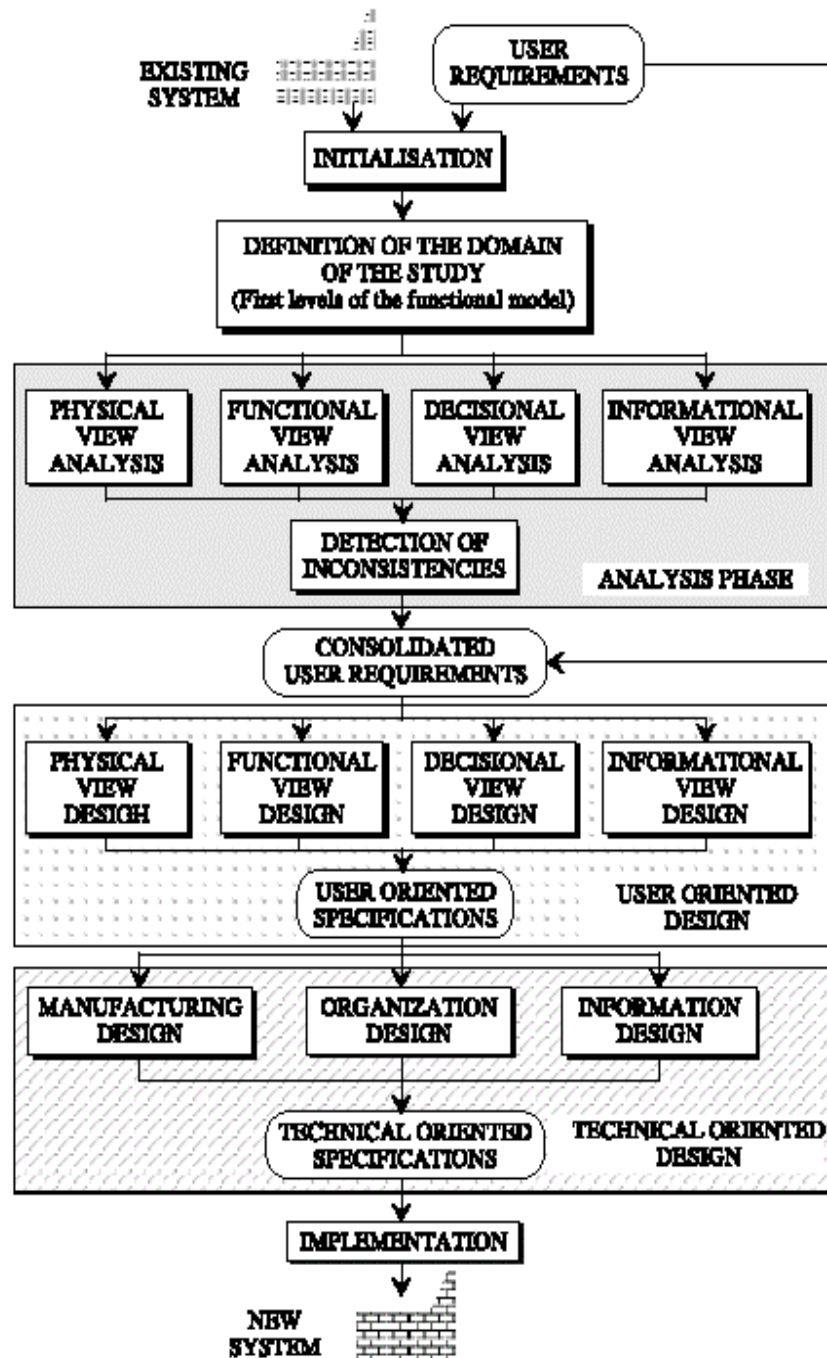 EXISTING
SYSTEM
USER
REQUIREMENTS
INITIALISATION
DEFINITION OF THE DOMAIN
OF THE STUDY
(First levels of the functional model)
PHYSICAL
VIEW
ANALYSIS
FUNCTIONAL
VIEW
ANALYSIS
DECISIONAL
VIEW
ANALYSIS
INFORMATIONAL
VIEW
ANALYSIS
DETECTION OF
INCONSISTENCIES
ANALYSIS PHASE
CONSOLIDATED
USER REQUIREMENTS
PHYSICAL
VIEW
DESIGH
FUNCTIONAL
VIEW
DESIGN
DECISIONAL
VIEW
DESIGN
INFORMATIONAL
VIEW
DESIGN
USER ORIENTED
SPECIFICATIONS
USER ORIENTED
DESIGN
MANUFACTURING
DESIGN
ORGANIZATION
DESIGN
INFORMATION
DESIGN
TECHNICAL ORIENTED
SPECIFICATIONS
TECHNICAL ORIENTED
DESIGN
IMPLEMENTATION
NEW
SYSTEM